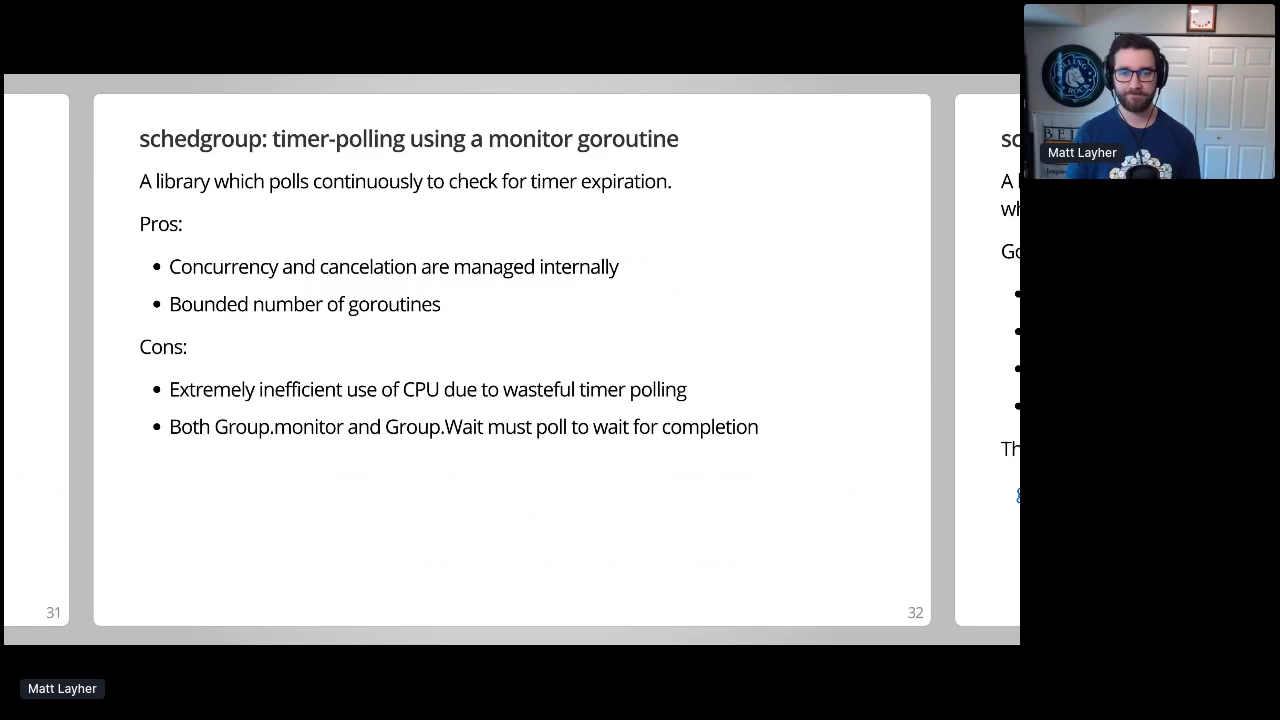 schedgroup: timer-polling using a monitor goroutine
A library which polls continuously to check for timer expiration.
Pros:
• Concurrency and cancelation are managed internally
• Bounded number of goroutines
Cons:
• Extremely inefficient use of CPU due to wasteful timer polling
• Both Group.monitor and Group.Wait must poll to wait for completion
31
32
Matt Layher
Matt Layher